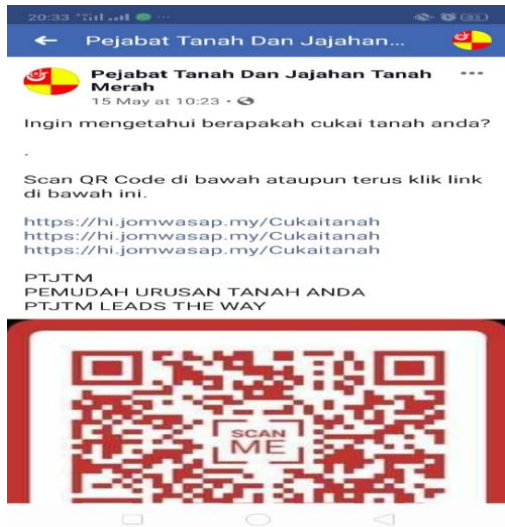 20:33
Pejabat Tanah Dan Jajahan...
Pejabat Tanah Dan Jajahan Tanah
Merah
15 May at 10:23 •
Ingin mengetahui berapakah cukai tanah anda?
.
Scan QR Code di bawah ataupun terus klik link
di bawah ini.
https://hi.jomwasap.my/Cukaitanah
https://hi.jomwasap.my/Cukaitanah
https://hi.jomwasap.my/Cukaitanah
PTJTM
PEMUDAH URUSAN TANAH ANDA
PTJTM LEADS THE WAY
SCAN
ME